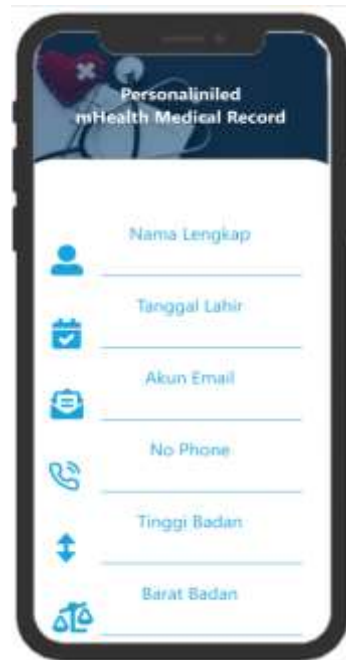 Personaliniled
mHealth Medical Record
Nama Lengkap
Tanggal Lahir
Akun Email
No Phone
Tinggi Badan
Barat Badan